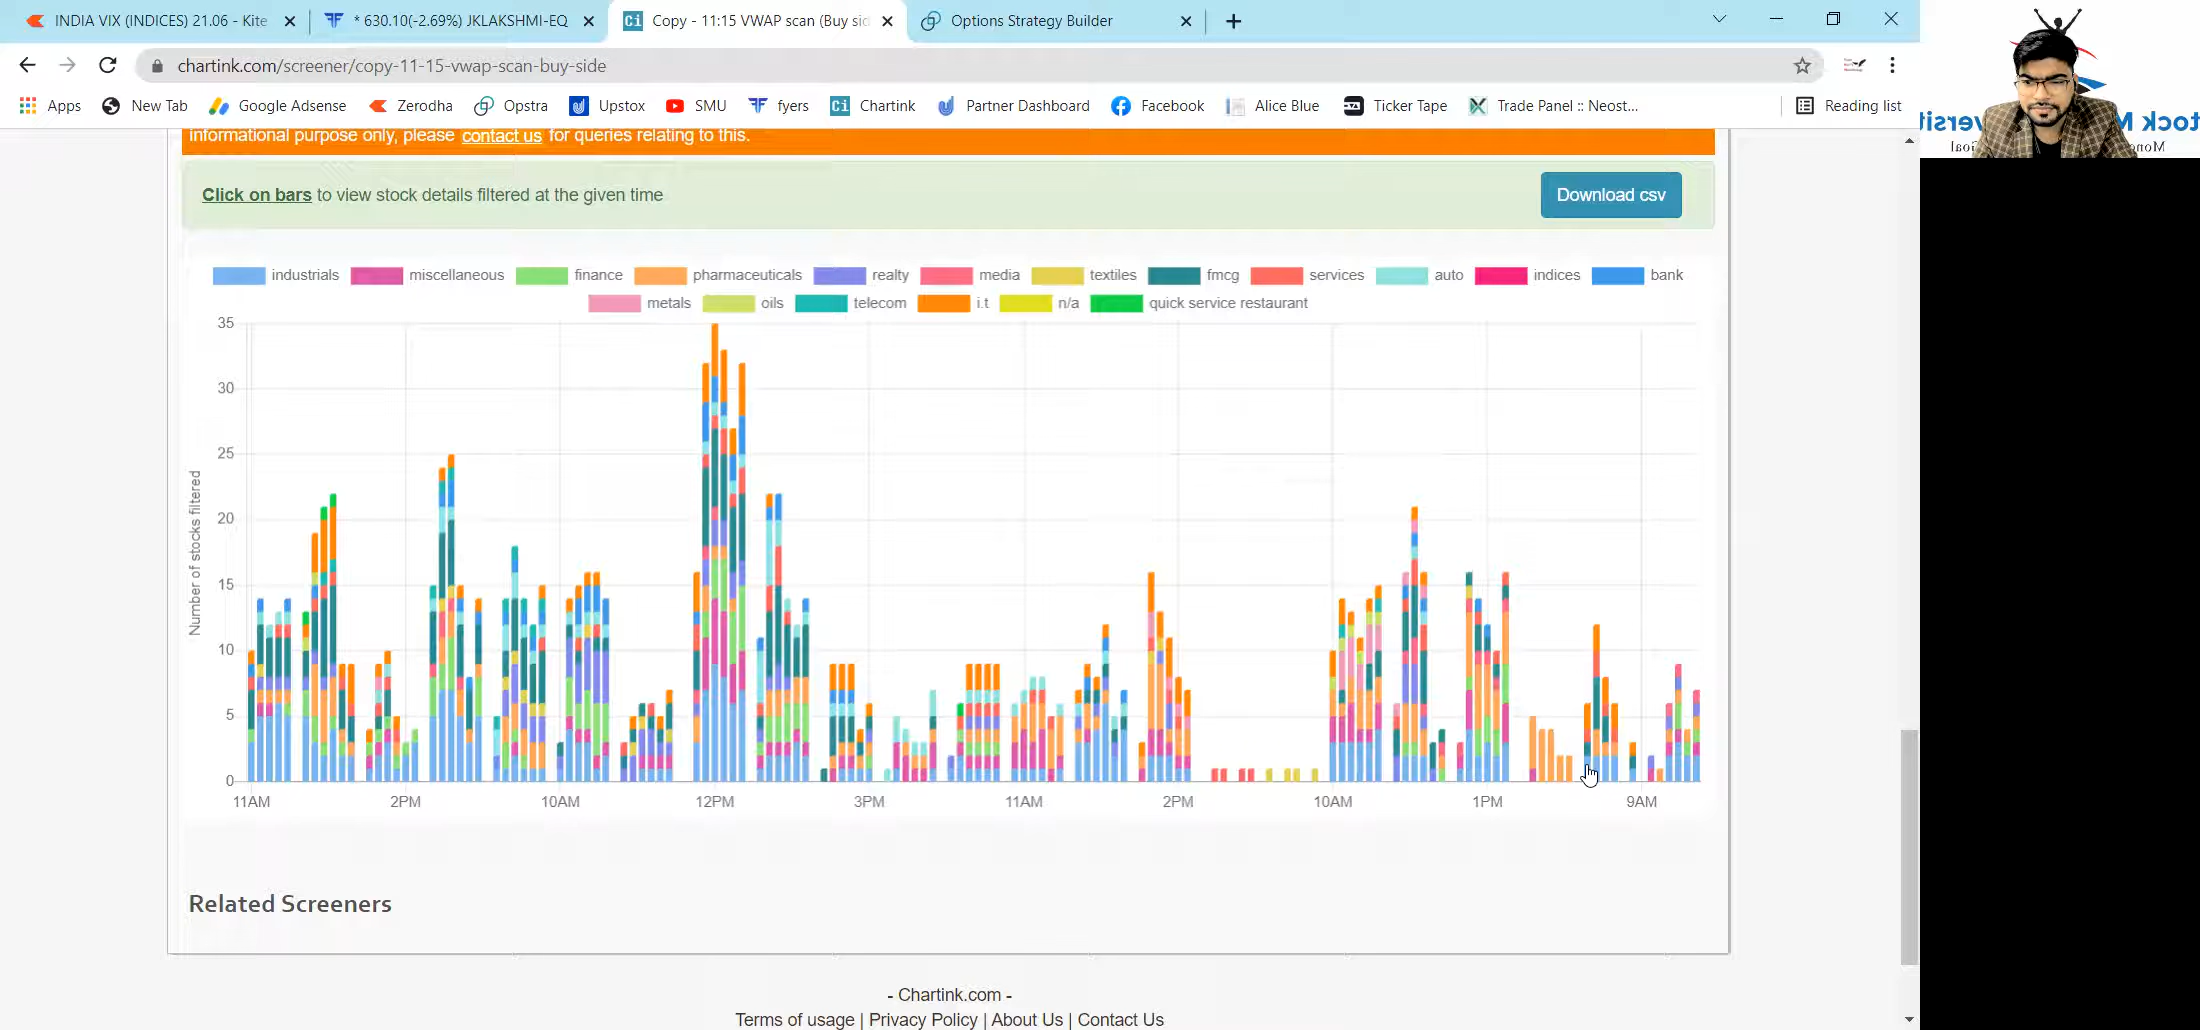 INDIA VIX (INDICES) 21.06 - Kite
* 630.10(-2.69%) JKLAKSHMI-EQ
Ci Copy - 11:15 VWAP scan (Buy sid
Options Strategy Builder
chartink.com/screener/copy-11-15-vwap-scan-buy-side
Apps New Tab Google Adsense Zerodha Opstra Upstox SMU fyers Ci Chartink Partner Dashboard Facebook Alice Blue Ticker Tape Trade Panel :: Neost... Reading list
informational purpose only, please contact us for queries relating to this.
Click on bars to view stock details filtered at the given time
Download csv
industrials miscellaneous finance pharmaceuticals realty media textiles fmcg services auto indices bank
metals oils telecom i.t n/a quick service restaurant
Number of stocks filtered
35
30
25
20
15
10
5
0
11AM 2PM 10AM 12PM 3PM 11AM 2PM 10AM 1PM 9AM
Related Screeners
- Chartink.com -
Terms of usage | Privacy Policy | About Us | Contact Us